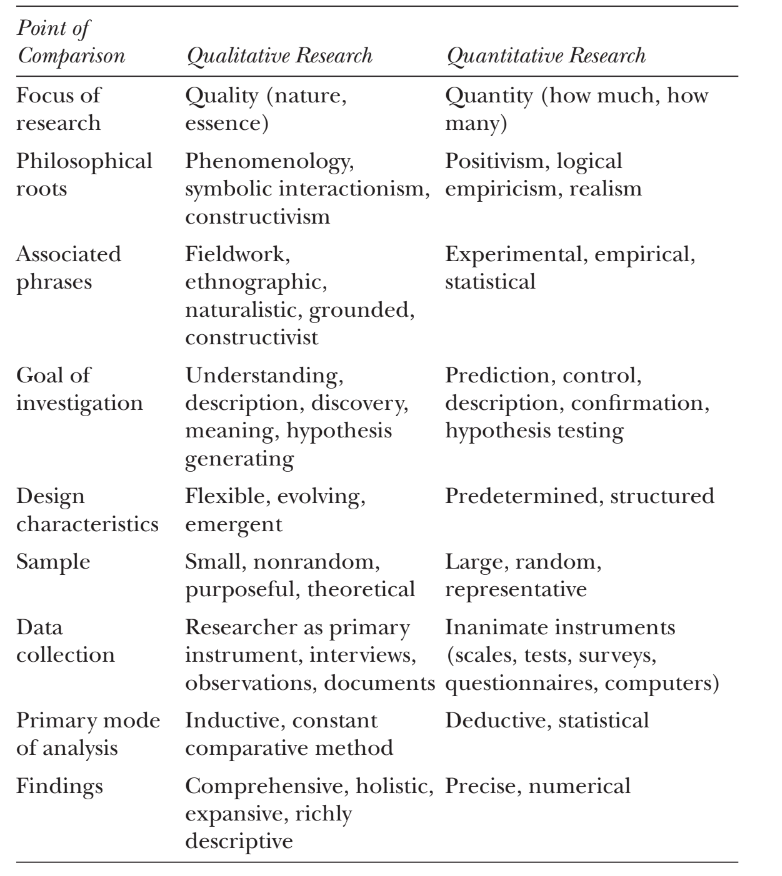 Point of
Comparison Qualitative Research Quantitative Research
Focus of Quality (nature, Quantity (how much, how
research essence) many)
Philosophical Phenomenology, Positivism, logical
roots symbolic interactionism, empiricism, realism
constructivism
Associated Fieldwork, Experimental, empirical,
phrases ethnographic, statistical
naturalistic, grounded,
constructivist
Goal of Understanding, Prediction, control,
investigation description, discovery, description, confirmation,
meaning, hypothesis hypothesis testing
generating
Design Flexible, evolving, Predetermined, structured
characteristics emergent
Sample Small, nonrandom, Large, random,
purposeful, theoretical representative
Data Researcher as primary Inanimate instruments
collection instrument, interviews, (scales, tests, surveys,
observations, documents questionnaires, computers)
Primary mode Inductive, constant Deductive, statistical
of analysis comparative method
Findings Comprehensive, holistic, Precise, numerical
expansive, richly
descriptive